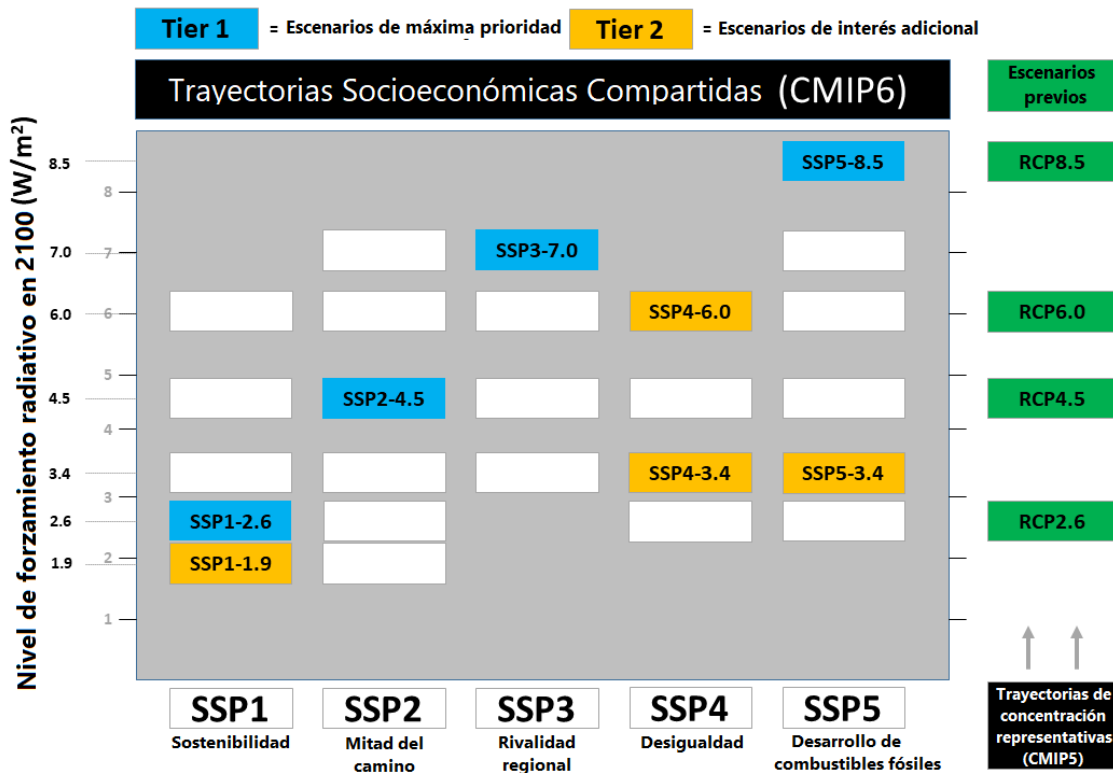 Tier 1 = Escenarios de máxima prioridad Tier 2 = Escenarios de interés adicional
Trayectorias Socioeconómicas Compartidas (CMIP6)
Escenarios
previos
Nivel de forzamiento radiativo en 2100 (W/m²)
8.5 SSP5-8.5 RCP8.5
8
7.0 7 SSP3-7.0
6.0 6 SSP4-6.0 RCP6.0
5
4.5 SSP2-4.5 RCP4.5
4
3.4 SSP4-3.4 SSP5-3.4
3
2.6 SSP1-2.6 RCP2.6
2
1.9 SSP1-1.9
1
SSP1 SSP2 SSP3 SSP4 SSP5
Sostenibilidad Mitad del Rivalidad Desigualdad Desarrollo de
camino regional combustibles fósiles
Trayectorias de
concentración
representativas
(CMIP5)